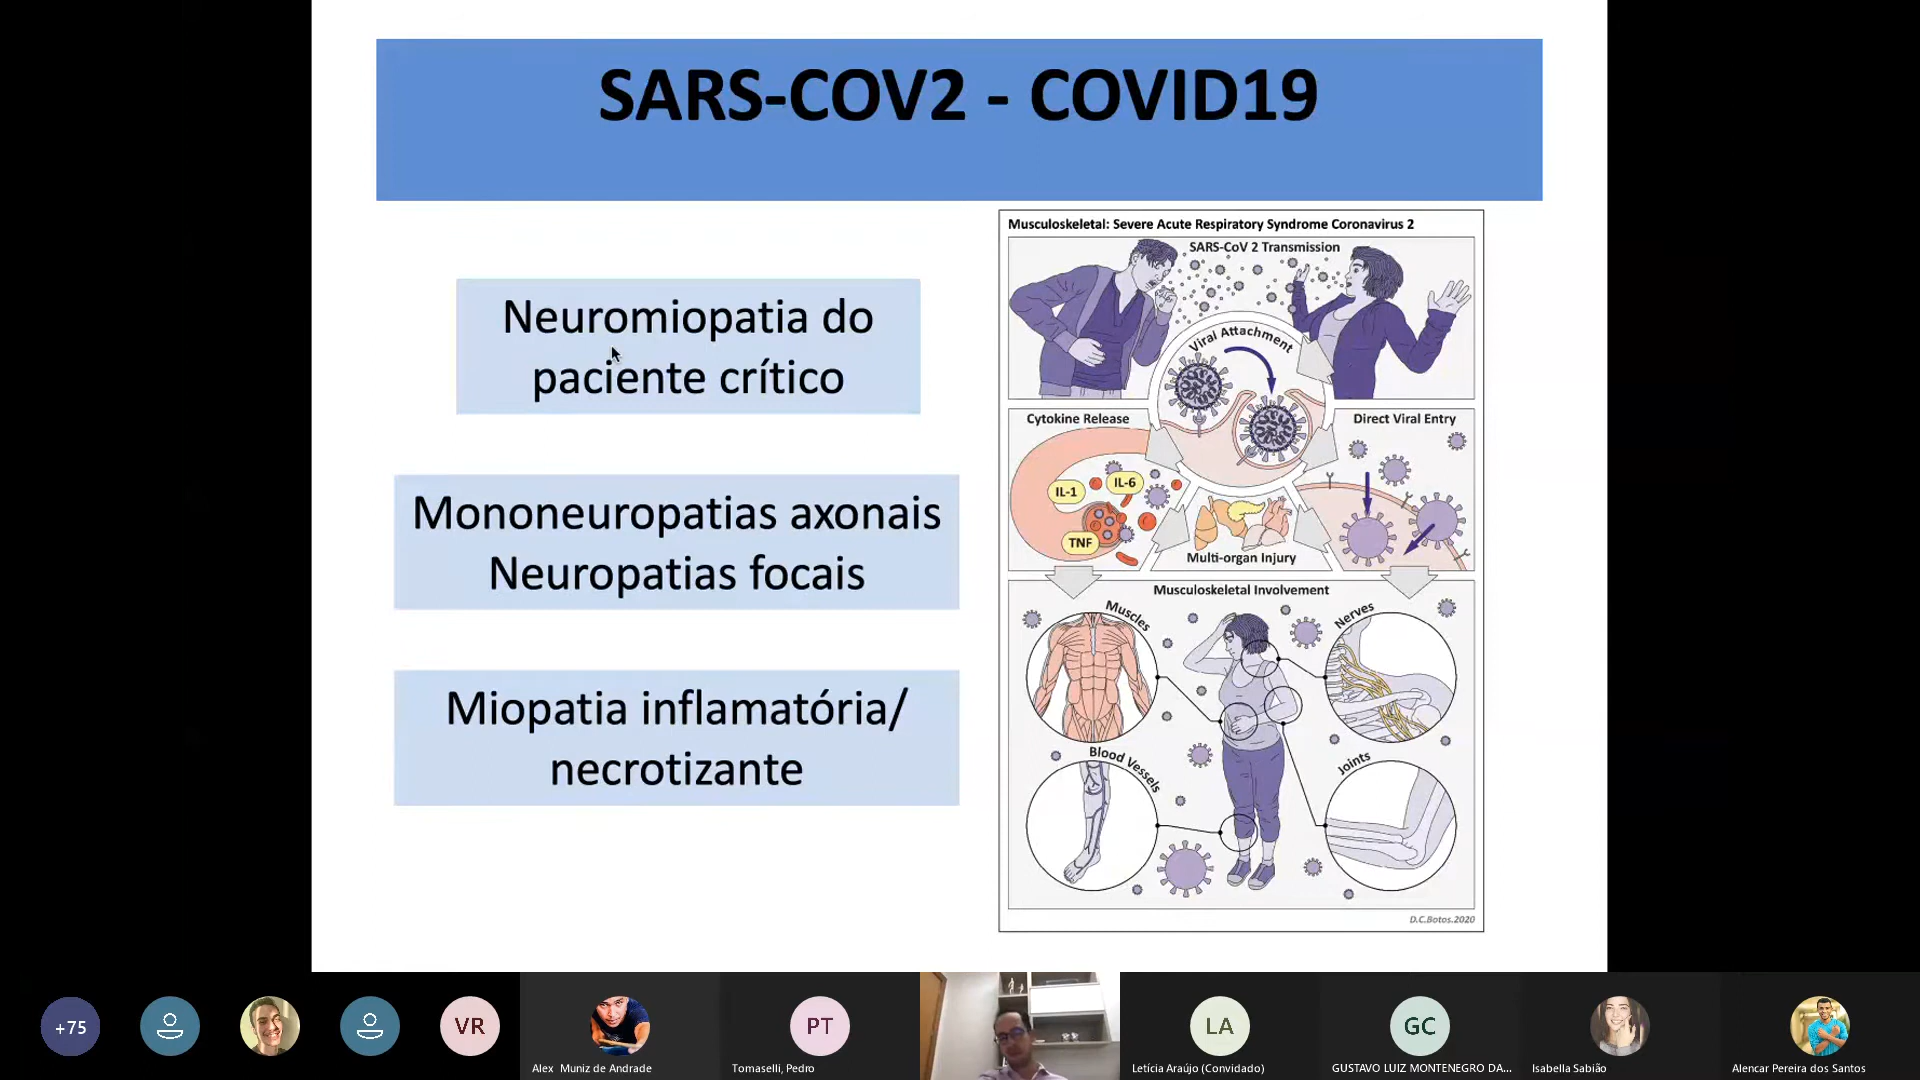 SARS-COV2 - COVID19
Neuromiopatia do
paciente crítico
Mononeuropatias axonais
Neuropatias focais
Miopatia inflamatória/
necrotizante
Musculoskeletal: Severe Acute Respiratory Syndrome Coronavirus 2
SARS-CoV 2 Transmission
Viral Attachment
Cytokine Release
Direct Viral Entry
IL-1
IL-6
TNF
Multi-organ Injury
Musculoskeletal Involvement
Muscles
Nerves
Blood Vessels
Joints
D.C.Botos.2020
+75
VR
Alex Muniz de Andrade
PT
Tomaselli, Pedro
LA
Letícia Araújo (Convidado)
GC
GUSTAVO LUIZ MONTENEGRO DA...
Isabella Sabião
Alencar Pereira dos Santos